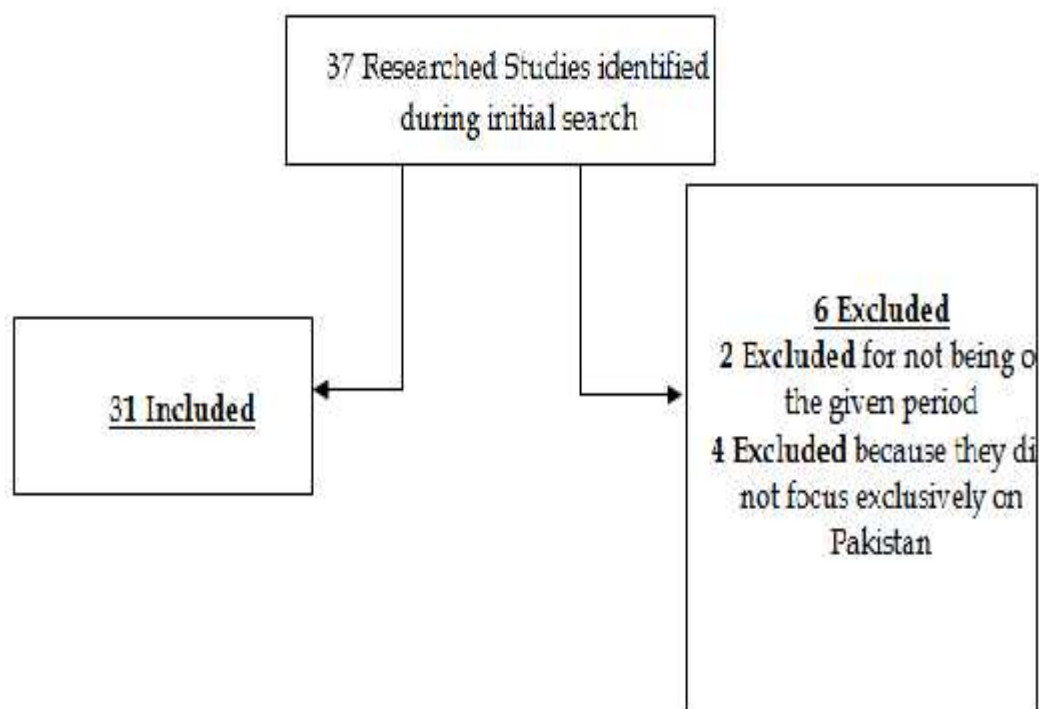 37 Researched Studies identified
during initial search
31 Included
6 Excluded
2 Excluded for not being o
the given period
4 Excluded because they di
not focus exclusively on
Pakistan